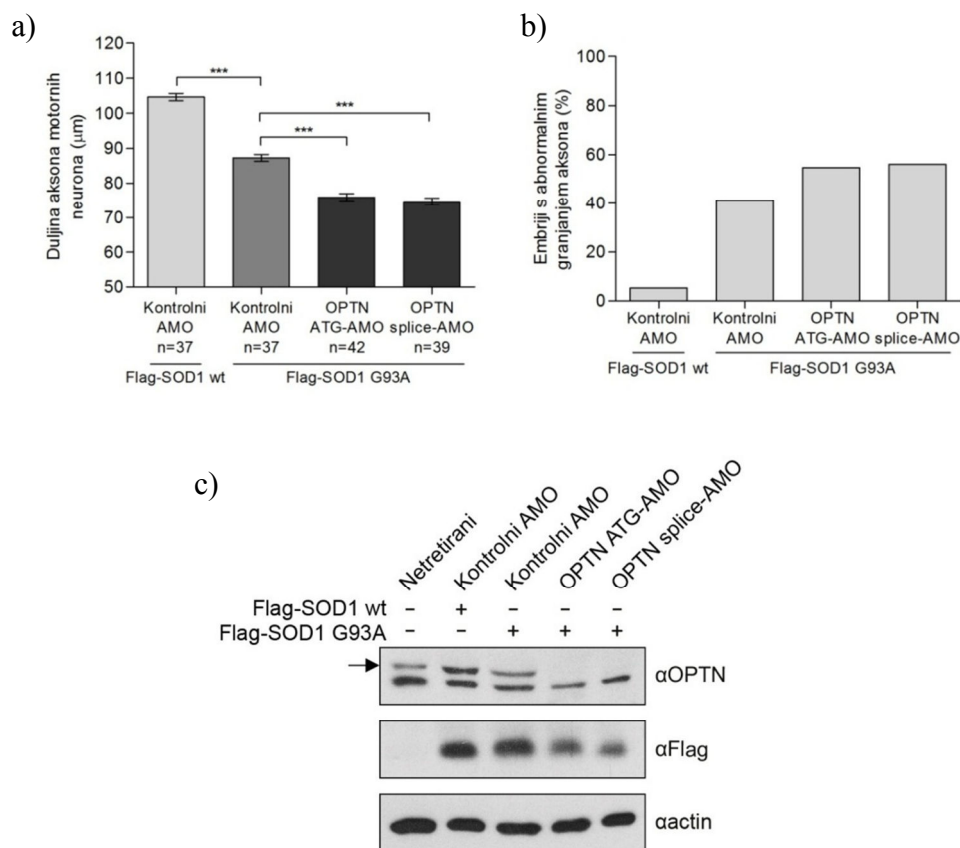 a)
Duljina aksona motornih
neurona (μm)
120
110
100
90
80
70
60
50
***
***
***
Kontrolni
AMO
n=37
Kontrolni
AMO
n=37
OPTN
ATG-AMO
n=42
OPTN
splice-AMO
n=39
Flag-SOD1 wt
Flag-SOD1 G93A
b)
Embriji s abnormalnim
granjanjem aksona (%)
100
80
60
40
20
0
Kontrolni
AMO
Kontrolni
AMO
OPTN
ATG-AMO
OPTN
splice-AMO
Flag-SOD1 wt
Flag-SOD1 G93A
c)
Netretirani
Kontrolni AMO
Kontrolni AMO
OPTN ATG-AMO
OPTN splice-AMO
Flag-SOD1 wt - + - - -
Flag-SOD1 G93A - - + + +
αOPTN
αFlag
αactin